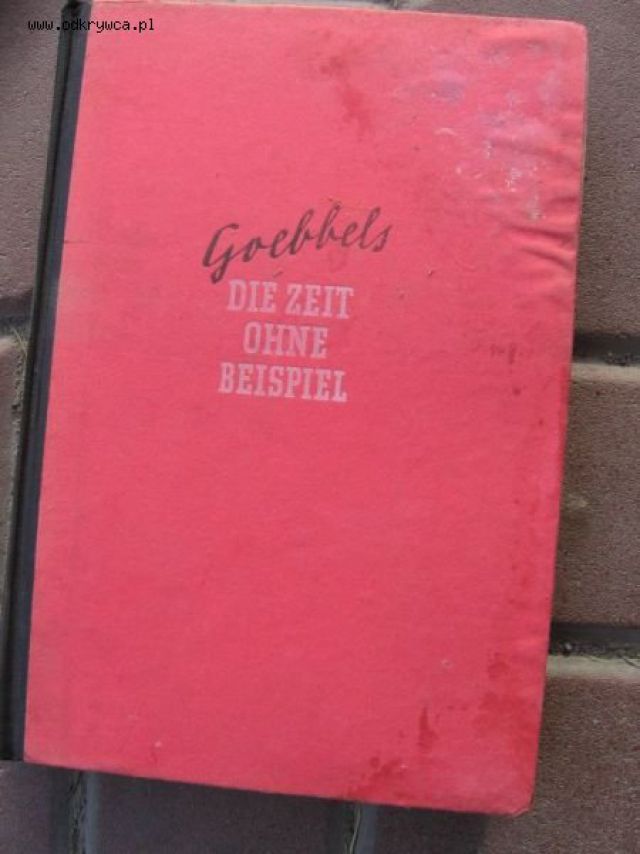 www.odkrywca.pl
Goebbels
DIE ZEIT
OHNE
BEISPIEL